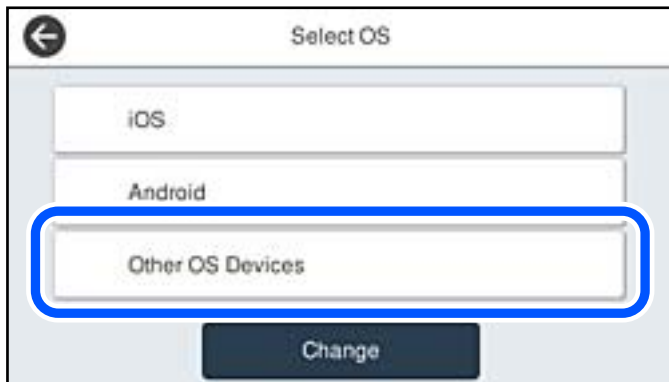 Select OS
iOS
Android
Other OS Devices
Change